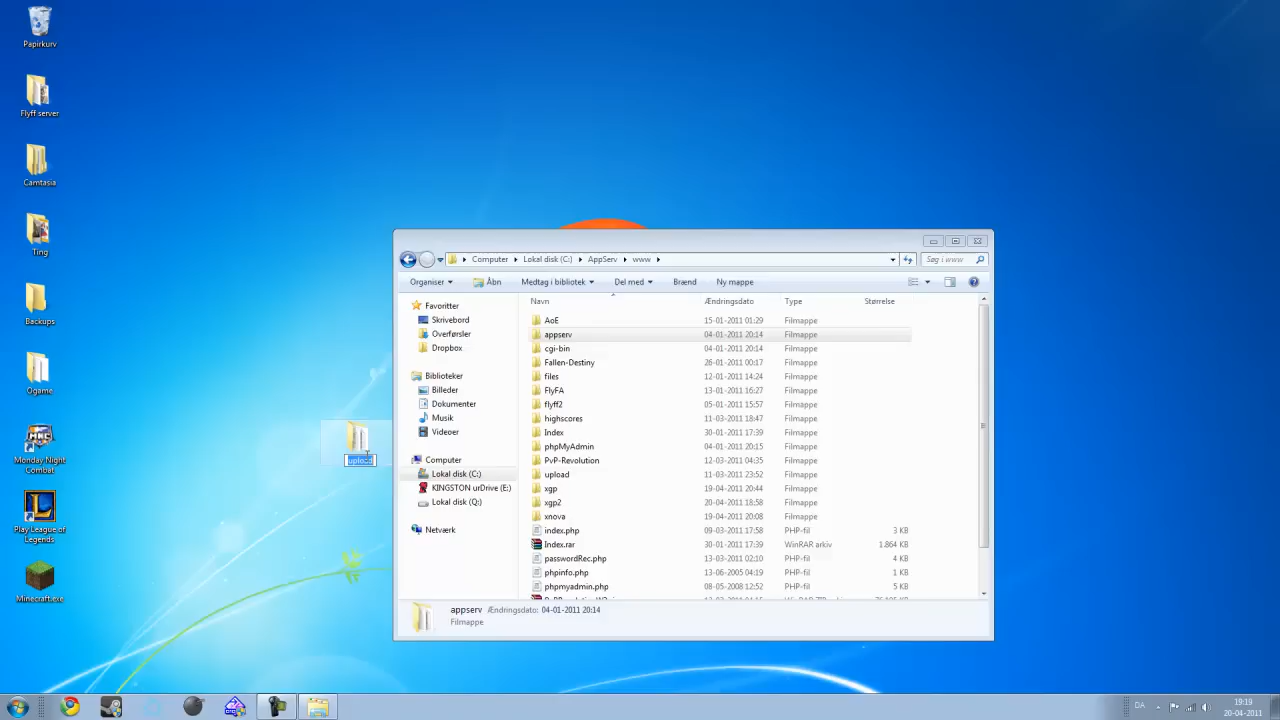 Papirkurv
Flyff server
Camtasia
Ting
Backups
Ogame
Monday Night
Combat
Play League of
Legends
Minecraft.exe
upload
Computer Lokal disk (C:) AppServ www
Søg i www
Organiser Åbn Medtag i bibliotek Del med Brænd Ny mappe
Navn Ændringsdato Type Størrelse
Favoritter
Skrivebord
Overførsler
Dropbox
Biblioteker
Billeder
Dokumenter
Musik
Videoer
Computer
Lokal disk (C:)
KINGSTON urDrive (E:)
Lokal disk (Q:)
Netværk
AoE 15-01-2011 01:29 Filmappe
appserv 04-01-2011 20:14 Filmappe
cgi-bin 04-01-2011 20:14 Filmappe
Fallen-Destiny 26-01-2011 00:17 Filmappe
files 12-01-2011 14:24 Filmappe
FlyFA 13-01-2011 16:27 Filmappe
flyff2 05-01-2011 15:57 Filmappe
highscores 11-03-2011 18:47 Filmappe
Index 30-01-2011 17:39 Filmappe
phpMyAdmin 04-01-2011 20:15 Filmappe
PvP-Revolution 12-03-2011 04:35 Filmappe
upload 11-03-2011 23:52 Filmappe
xgp 19-04-2011 20:44 Filmappe
xgp2 20-04-2011 18:58 Filmappe
xnova 19-04-2011 20:08 Filmappe
index.php 09-03-2011 17:58 PHP-fil 3 KB
Index.rar 30-01-2011 17:39 WinRAR arkiv 1.864 KB
passwordRec.php 13-03-2011 02:10 PHP-fil 4 KB
phpinfo.php 13-06-2005 04:19 PHP-fil 1 KB
phpmyadmin.php 08-05-2008 12:52 PHP-fil 5 KB
appserv Ændringsdato: 04-01-2011 20:14
Filmappe
DA
19:19
20-04-2011